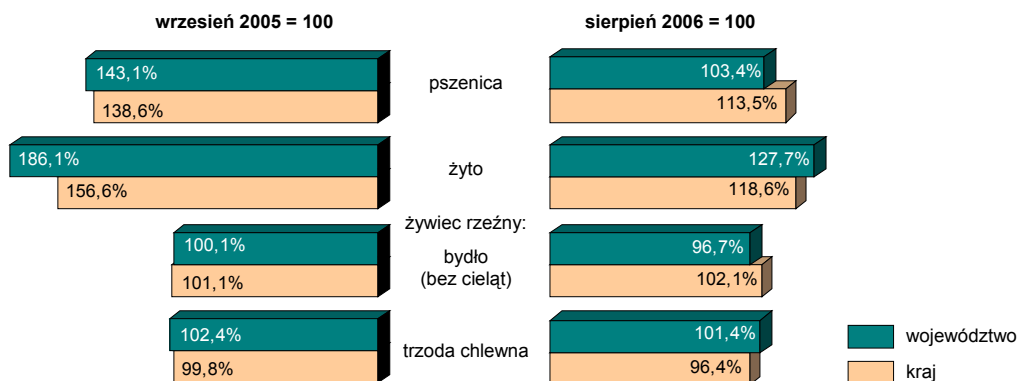 wrzesień 2005 = 100
sierpień 2006 = 100
143,1%
138,6%
pszenica
103,4%
113,5%
186,1%
156,6%
żyto
127,7%
118,6%
żywiec rzeźny:
100,1%
101,1%
bydło
(bez cieląt)
96,7%
102,1%
102,4%
99,8%
trzoda chlewna
101,4%
96,4%
województwo
kraj